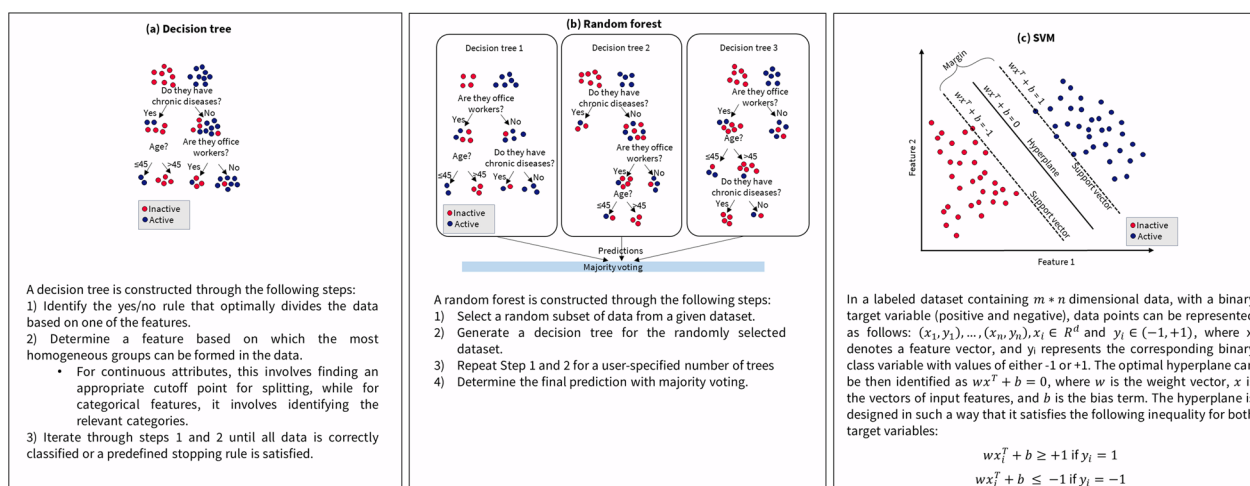 (a) Decision tree
Do they have
chronic diseases?
Yes
No
Age?
Are they office
workers?
≤45
>45
Yes
No
Inactive
Active
A decision tree is constructed through the following steps:
1) Identify the yes/no rule that optimally divides the data
based on one of the features.
2) Determine a feature based on which the most
homogeneous groups can be formed in the data.
• For continuous attributes, this involves finding an
appropriate cutoff point for splitting, while for
categorical features, it involves identifying the
relevant categories.
3) Iterate through steps 1 and 2 until all data is correctly
classified or a predefined stopping rule is satisfied.
(b) Random forest
Decision tree 1
Are they office
workers?
Yes
No
Age?
Do they have
chronic diseases?
≤45
>45
Yes
No
Inactive
Active
Decision tree 2
Do they have
chronic diseases?
Yes
No
Are they office
workers?
Yes
No
Age?
≤45
>45
Decision tree 3
Are they office
workers?
Yes
No
Age?
≤45
>45
Do they have
chronic diseases?
Yes
No
Predictions
Majority voting
A random forest is constructed through the following steps:
1) Select a random subset of data from a given dataset.
2) Generate a decision tree for the randomly selected
dataset.
3) Repeat Step 1 and 2 for a user-specified number of trees
4) Determine the final prediction with majority voting.
(c) SVM
Margin
wx^T + b = 1
wx^T + b = 0
wx^T + b = -1
Hyperplane
Support vector
Support vector
Feature 2
Feature 1
Inactive
Active
In a labeled dataset containing m * n dimensional data, with a binary
target variable (positive and negative), data points can be represented
as follows: (x₁, y₁), … , (xₙ, yₙ), xᵢ ∈ R^d and yᵢ ∈ (−1, +1), where x
denotes a feature vector, and yᵢ represents the corresponding binary
class variable with values of either -1 or +1. The optimal hyperplane can
be then identified as wx^T + b = 0, where w is the weight vector, x is
the vectors of input features, and b is the bias term. The hyperplane is
designed in such a way that it satisfies the following inequality for both
target variables:
wxᵢ^T + b ≥ +1 if yᵢ = 1
wxᵢ^T + b ≤ −1 if yᵢ = −1